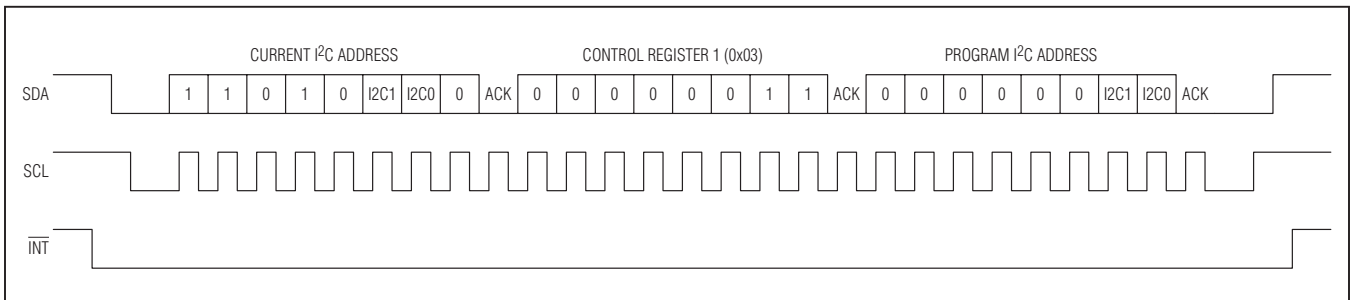 CURRENT I2C ADDRESS CONTROL REGISTER 1 (0x03) PROGRAM I2C ADDRESS
SDA 1 1 0 1 0 I2C1 I2C0 0 ACK 0 0 0 0 0 0 1 1 ACK 0 0 0 0 0 0 I2C1 I2C0 ACK
SCL
INT